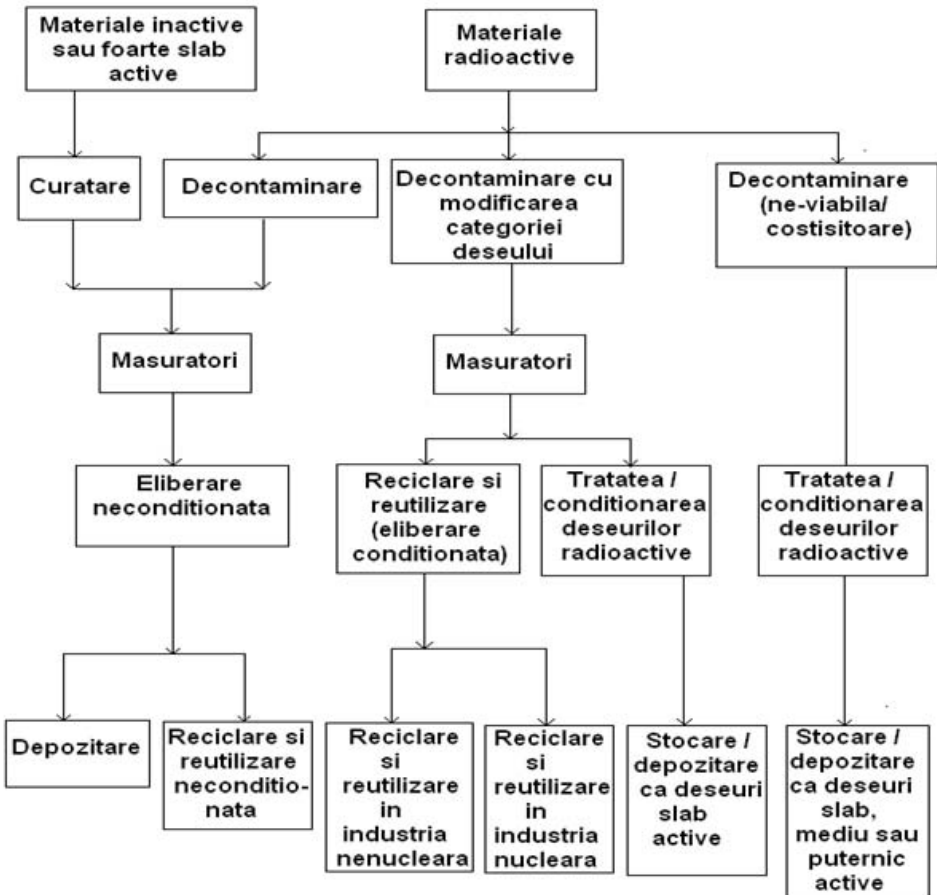 Materiale inactive
sau foarte slab
active
Materiale
radioactive
Curatare
Decontaminare
Decontaminare cu
modificarea
categoriei
deseului
Decontaminare
(ne-viabila/
costisitoare)
Masuratori
Masuratori
Eliberare
neconditionata
Reciclare si
reutilizare
(eliberare
conditionata)
Tratatea /
conditionarea
deseurilor
radioactive
Tratatea /
conditionarea
deseurilor
radioactive
Depozitare
Reciclare si
reutilizare
neconditio-
nata
Reciclare
si
reutilizare
in
industria
nenucleara
Reciclare
si
reutilizare
in
industria
nucleara
Stocare /
depozitare
ca deseuri
slab
active
Stocare /
depozitare
ca deseuri
slab,
mediu sau
puternic
active